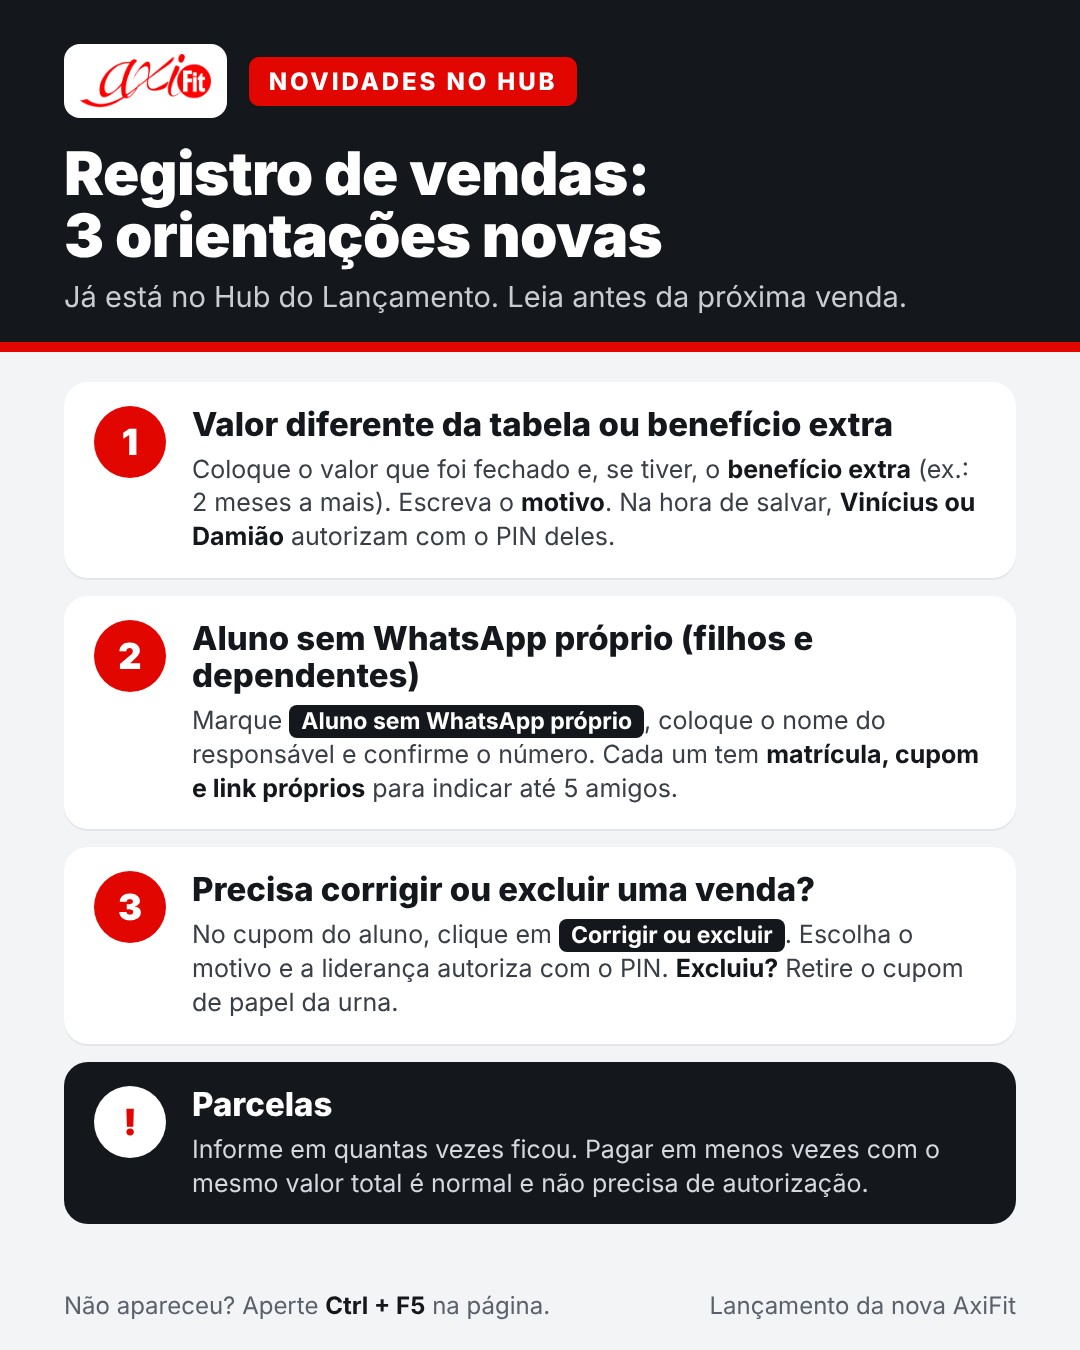 axiFit
NOVIDADES NO HUB
Registro de vendas:
3 orientações novas
Já está no Hub do Lançamento. Leia antes da próxima venda.
1
Valor diferente da tabela ou benefício extra
Coloque o valor que foi fechado e, se tiver, o benefício extra (ex.:
2 meses a mais). Escreva o motivo. Na hora de salvar, Vinícius ou
Damião autorizam com o PIN deles.
2
Aluno sem WhatsApp próprio (filhos e
dependentes)
Marque Aluno sem WhatsApp próprio, coloque o nome do
responsável e confirme o número. Cada um tem matrícula, cupom
e link próprios para indicar até 5 amigos.
3
Precisa corrigir ou excluir uma venda?
No cupom do aluno, clique em Corrigir ou excluir. Escolha o
motivo e a liderança autoriza com o PIN. Excluiu? Retire o cupom
de papel da urna.
!
Parcelas
Informe em quantas vezes ficou. Pagar em menos vezes com o
mesmo valor total é normal e não precisa de autorização.
Não apareceu? Aperte Ctrl + F5 na página.
Lançamento da nova AxiFit